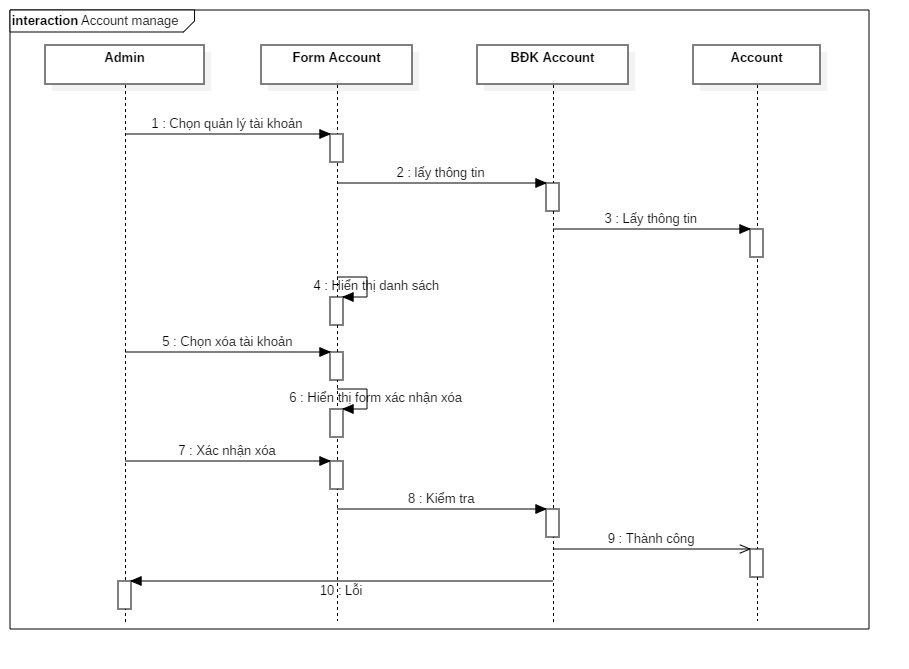 interaction Account manage
Admin
Form Account
BĐK Account
Account
1 : Chọn quản lý tài khoản
2 : lấy thông tin
3 : Lấy thông tin
4 : Hiển thị danh sách
5 : Chọn xóa tài khoản
6 : Hiển thị form xác nhận xóa
7 : Xác nhận xóa
8 : Kiểm tra
9 : Thành công
10 : Lỗi